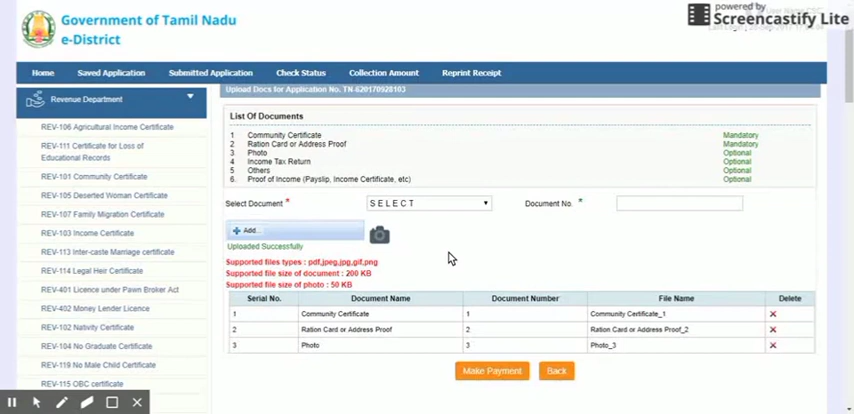 powered by
Screencastify Lite
Government of Tamil Nadu
e-District
Home Saved Application Submitted Application Check Status Collection Amount Reprint Receipt
Revenue Department
REV-106 Agricultural Income Certificate
REV-111 Certificate for Loss of
Educational Records
REV-101 Community Certificate
REV-105 Deserted Woman Certificate
REV-107 Family Migration Certificate
REV-103 Income Certificate
REV-113 Inter-caste Marriage certificate
REV-114 Legal Heir Certificate
REV-401 Licence under Pawn Broker Act
REV-402 Money Lender Licence
REV-102 Nativity Certificate
REV-104 No Graduate Certificate
REV-119 No Male Child Certificate
REV-115 OBC certificate
Upload Docs for Application No. TN-620170928103
List Of Documents
1 Community Certificate Mandatory
2 Ration Card or Address Proof Mandatory
3 Photo Optional
4 Income Tax Return Optional
5 Others Optional
6. Proof of Income (Payslip, Income Certificate, etc) Optional
Select Document * SELECT Document No. *
Add...
Uploaded Successfully
Supported files types : pdf,jpeg,jpg,gif,png
Supported file size of document : 200 KB
Supported file size of photo : 50 KB
Serial No. Document Name Document Number File Name Delete
1 Community Certificate 1 Community Certificate_1
2 Ration Card or Address Proof 2 Ration Card or Address Proof_2
3 Photo 3 Photo_3
Make Payment Back